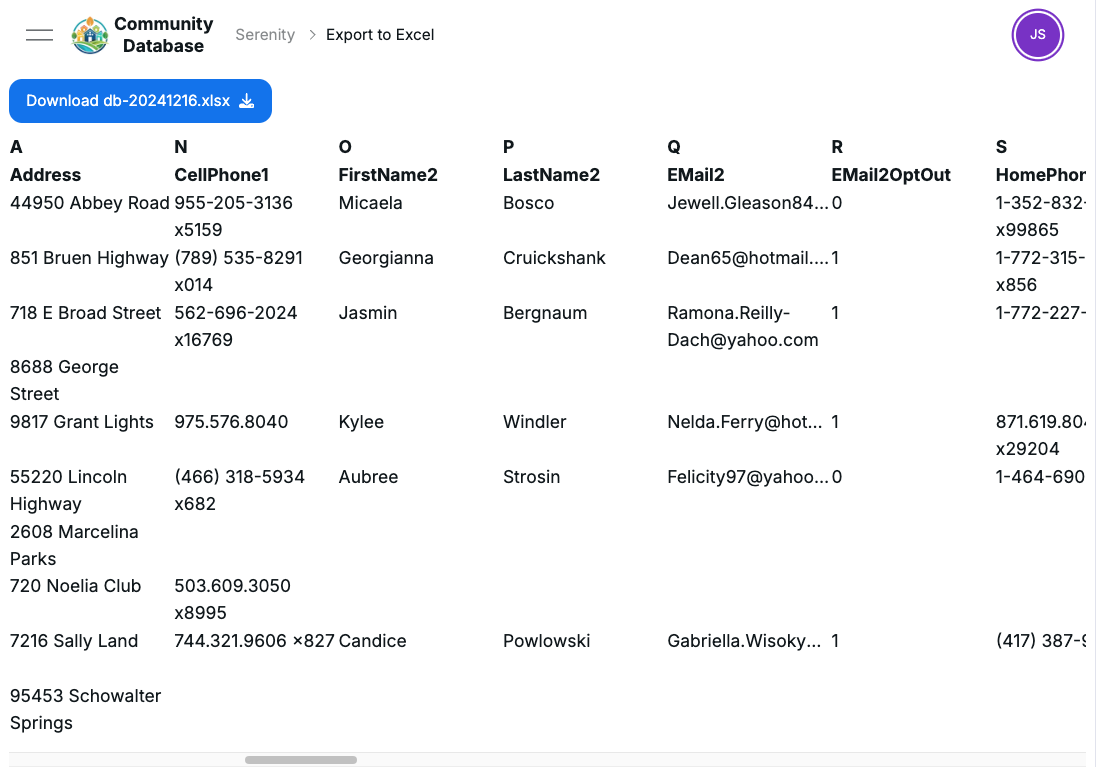 Community
Database
Serenity > Export to Excel
JS
Download db-20241216.xlsx
A N O P Q R S
Address CellPhone1 FirstName2 LastName2 EMail2 EMail2OptOut HomePhon
44950 Abbey Road 955-205-3136 Micaela Bosco Jewell.Gleason84... 0 1-352-832-
x5159 x99865
851 Bruen Highway (789) 535-8291 Georgianna Cruickshank Dean65@hotmail.... 1 1-772-315-
x014 x856
718 E Broad Street 562-696-2024 Jasmin Bergnaum Ramona.Reilly- 1 1-772-227-
x16769 Dach@yahoo.com
8688 George
Street
9817 Grant Lights 975.576.8040 Kylee Windler Nelda.Ferry@hot... 1 871.619.804
x29204
55220 Lincoln (466) 318-5934 Aubree Strosin Felicity97@yahoo... 0 1-464-690
Highway x682
2608 Marcelina
Parks
720 Noelia Club 503.609.3050
x8995
7216 Sally Land 744.321.9606 x827 Candice Powlowski Gabriella.Wisoky... 1 (417) 387-9
95453 Schowalter
Springs